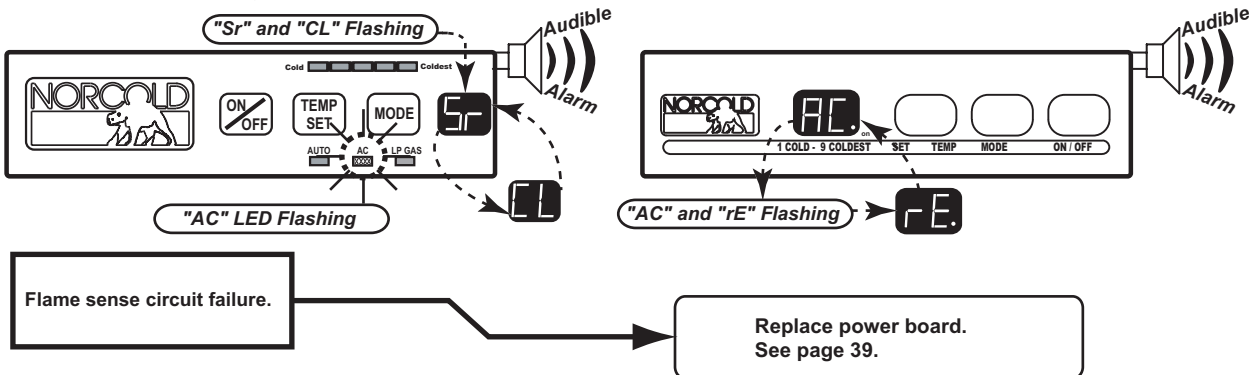 "Sr" and "CL" Flashing
Audible
Alarm
Cold Coldest
NORCOLD
ON/OFF
TEMP SET
MODE
Sr
AUTO AC LP GAS
CL
"AC" LED Flashing
Audible
Alarm
NORCOLD
AC.
on
1 COLD - 9 COLDEST SET TEMP MODE ON / OFF
"AC" and "rE" Flashing
rE.
Flame sense circuit failure.
Replace power board.
See page 39.